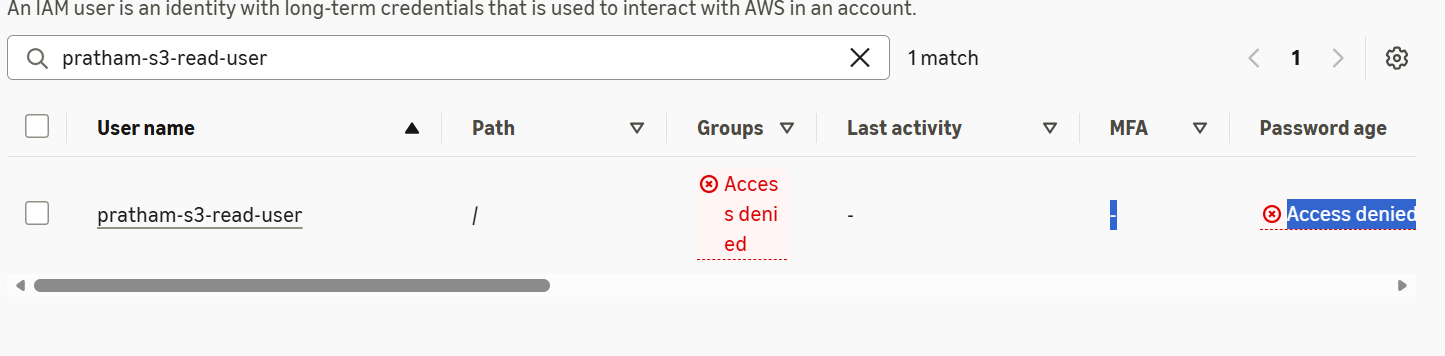 An IAM user is an identity with long-term credentials that is used to interact with AWS in an account.
pratham-s3-read-user
1 match
1
User name
Path
Groups
Last activity
MFA
Password age
pratham-s3-read-user
/
Acces
s deni
ed
-
-
Access denied